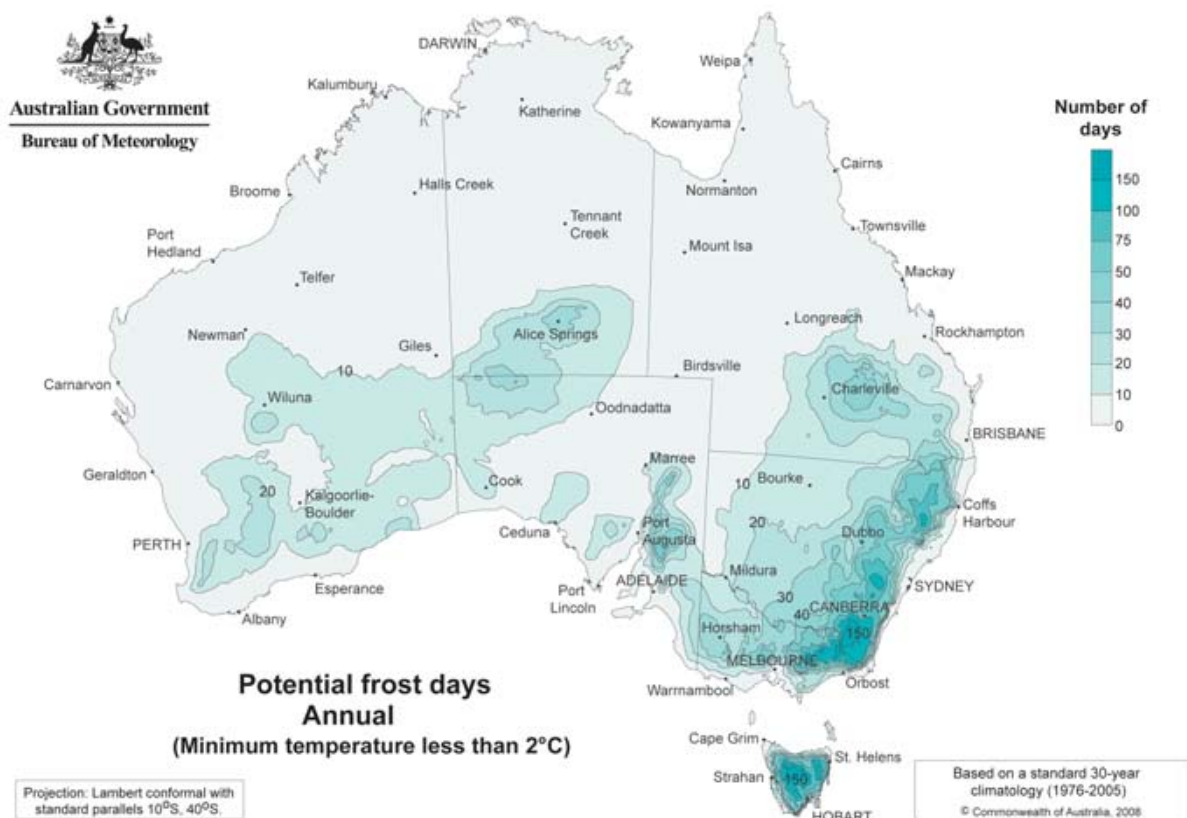 Australian Government
Bureau of Meteorology
DARWIN
Weipa
Kalumburu
Katherine
Kowanyama
Number of
days
Cairns
Halls Creek
Normanton
Broome
150
100
75
50
40
30
20
10
0
Tennant
Creek
Townsville
Port
Hedland
Mount Isa
Telfer
Mackay
Newman
Alice Springs
Longreach
Rockhampton
Giles
10
Birdsville
Carnarvon
Wiluna
Charleville
Oodnadatta
BRISBANE
Geraldton
Marree
20
Kalgoorlie-
Boulder
Cook
10
Bourke
Coffs
Harbour
20
PERTH
Ceduna
Port
Augusta
Dubbo
Esperance
Port
Lincoln
ADELAIDE
Mildura
SYDNEY
30
40
CANBERRA
Albany
Horsham
150
MELBOURNE
Warrnambool
Orbost
Potential frost days
Annual
(Minimum temperature less than 2°C)
Cape Grim
St. Helens
Strahan
150
HOBART
Projection: Lambert conformal with
standard parallels 10°S, 40°S.
Based on a standard 30-year
climatology (1976-2005)
© Commonwealth of Australia, 2008